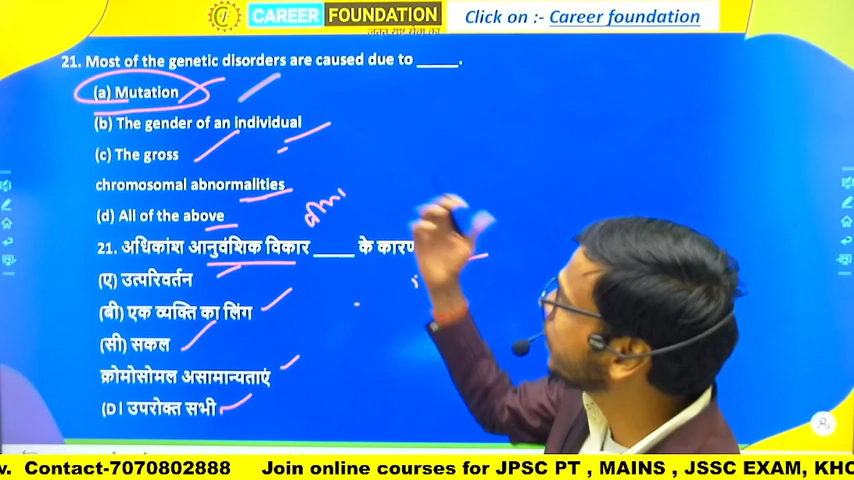 CAREER FOUNDATION
Click on :- Career foundation
21. Most of the genetic disorders are caused due to _____.
(a) Mutation
(b) The gender of an individual
(c) The gross
chromosomal abnormalities
(d) All of the above
21. अधिकांश आनुवंशिक विकार _____ के कारण
(ए) उत्परिवर्तन
(बी) एक व्यक्ति का लिंग
(सी) सकल
क्रोमोसोमल असामान्यताएं
(D। उपरोक्त सभी
v. Contact-7070802888 Join online courses for JPSC PT , MAINS , JSSC EXAM, KHO